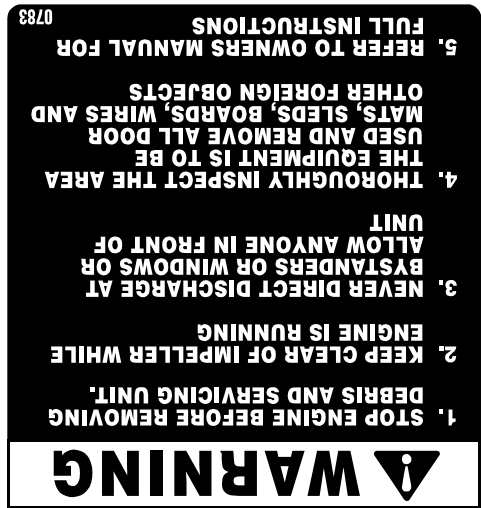 WARNING
1. STOP ENGINE BEFORE REMOVING
DEBRIS AND SERVICING UNIT.
2. KEEP CLEAR OF IMPELLER WHILE
ENGINE IS RUNNING
3. NEVER DIRECT DISCHARGE AT
BYSTANDERS OR WINDOWS OR
ALLOW ANYONE IN FRONT OF
UNIT
4. THOROUGHLY INSPECT THE AREA
THE EQUIPMENT IS TO BE
USED AND REMOVE ALL DOOR
MATS, SLEDS, BOARDS, WIRES AND
OTHER FOREIGN OBJECTS
5. REFER TO OWNERS MANUAL FOR
FULL INSTRUCTIONS
0783